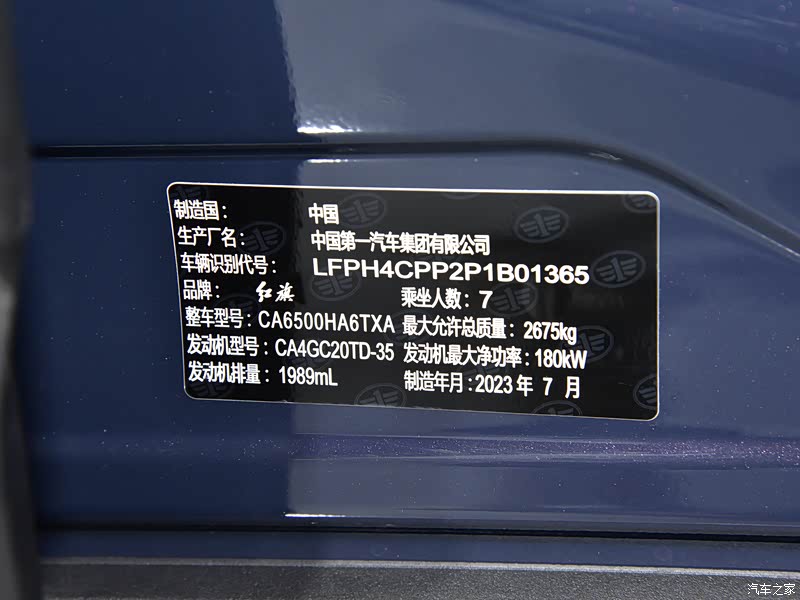 制造国： 中国
生产厂名： 中国第一汽车集团有限公司
车辆识别代号： LFPH4CPP2P1B01365
品牌： 红旗 乘坐人数： 7
整车型号： CA6500HA6TXA 最大允许总质量： 2675kg
发动机型号： CA4GC20TD-35 发动机最大净功率： 180kW
发动机排量： 1989mL 制造年月： 2023 年 7 月
汽车之家